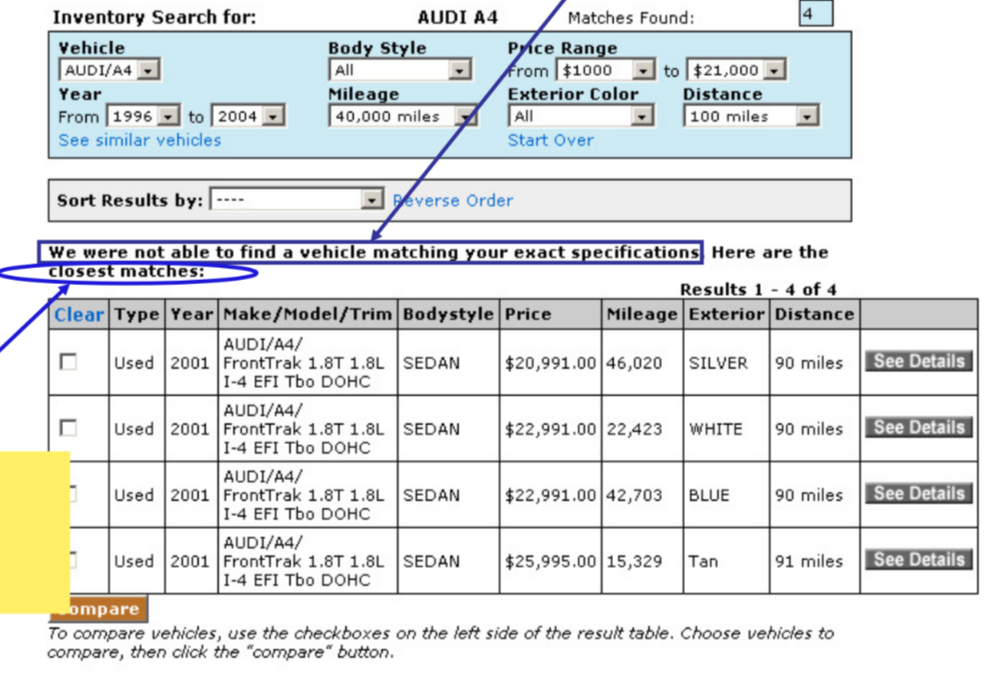 Inventory Search for: AUDI A4 Matches Found: 4
Vehicle Body Style Price Range
AUDI/A4 All From $1000 to $21,000
Year Mileage Exterior Color Distance
From 1996 to 2004 40,000 miles All 100 miles
See similar vehicles Start Over
Sort Results by: ---- Reverse Order
We were not able to find a vehicle matching your exact specifications. Here are the
closest matches:
Results 1 - 4 of 4
Clear Type Year Make/Model/Trim Bodystyle Price Mileage Exterior Distance
AUDI/A4/
Used 2001 FrontTrak 1.8T 1.8L SEDAN $20,991.00 46,020 SILVER 90 miles See Details
I-4 EFI Tbo DOHC
AUDI/A4/
Used 2001 FrontTrak 1.8T 1.8L SEDAN $22,991.00 22,423 WHITE 90 miles See Details
I-4 EFI Tbo DOHC
AUDI/A4/
Used 2001 FrontTrak 1.8T 1.8L SEDAN $22,991.00 42,703 BLUE 90 miles See Details
I-4 EFI Tbo DOHC
AUDI/A4/
Used 2001 FrontTrak 1.8T 1.8L SEDAN $25,995.00 15,329 Tan 91 miles See Details
I-4 EFI Tbo DOHC
Compare
To compare vehicles, use the checkboxes on the left side of the result table. Choose vehicles to
compare, then click the "compare" button.